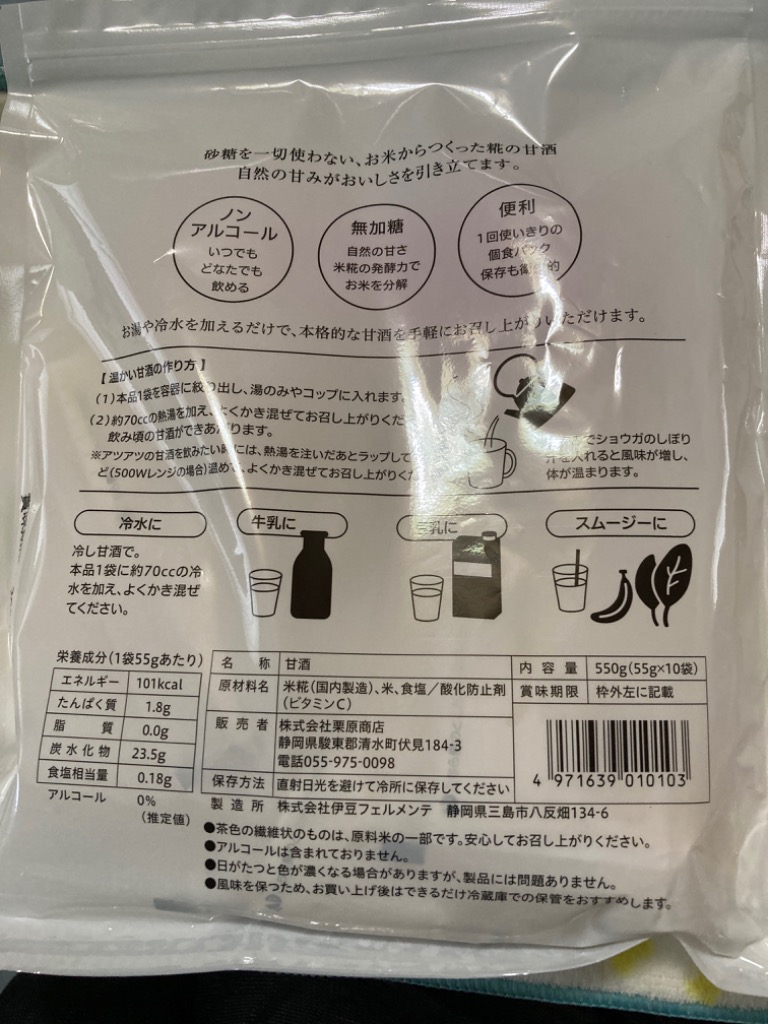 砂糖を一切使わない、お米からつくった糀の甘酒
自然の甘みがおいしさを引き立てます。
ノン
アルコール
いつでも
どなたでも
飲める
無加糖
自然の甘さ
米糀の発酵力で
お米を分解
便利
1回使いきりの
個食パック
保存も衛
的
お湯や冷水を加えるだけで、本格的な甘酒を手軽にお召し上がりいただけます。
【 温かい甘酒の作り方 】
(1)本品1袋を容器に絞り出し、湯のみやコップに入れます。
(2)約70ccの熱湯を加え、よくかき混ぜてお召し上がりくだ
飲み頃の甘酒ができあがります。
※アツアツの甘酒を飲みたい時には、熱湯を注いだあとラップして
ど(500Wレンジの場合)温めて、よくかき混ぜてお召し上がりくだ
でショウガのしぼり
汁を入れると風味が増し、
体が温まります。
冷水に
冷し甘酒で。
本品1袋に約70ccの冷
水を加え、よくかき混ぜ
てください。
牛乳に
乳に
スムージーに
栄養成分(1袋55gあたり)
エネルギー 101kcal
たんぱく質 1.8g
脂 質 0.0g
炭水化物 23.5g
食塩相当量 0.18g
アルコール 0%
(推定値)
名 称 甘酒
原材料名 米糀(国内製造)、米、食塩/酸化防止剤
(ビタミンC)
販売者 株式会社栗原商店
静岡県駿東郡清水町伏見184-3
電話055-975-0098
保存方法 直射日光を避けて冷所に保存してください
製造所 株式会社伊豆フェルメンテ 静岡県三島市八反畑134-6
内容量 550g(55g×10袋)
賞味期限 枠外左に記載
4 971639 010103
●茶色の繊維状のものは、原料米の一部です。安心してお召し上がりください。
●アルコールは含まれておりません。
●日がたつと色が濃くなる場合がありますが、製品には問題ありません。
●風味を保つため、お買い上げ後はできるだけ冷蔵庫での保管をおすすめします。